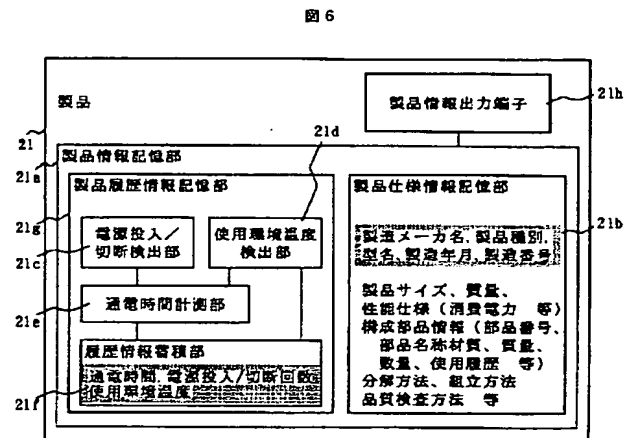 図6
製品
製品情報出力端子
21h
21
21d
製品情報記憶部
21a
製品履歴情報記憶部
製品仕様情報記憶部
21g
電源投入/
切断検出部
使用環境温度
検出部
21c
製造メーカ名、製品種別、
型名、製造年月、製造番号
21b
通電時間計測部
21e
製品サイズ、質量、
性能仕様(消費電力 等)
構成部品情報(部品番号、
部品名称材質、質量、
数量、使用履歴 等)
分解方法、組立方法
品質検査方法 等
履歴情報蓄積部
通電時間、電源投入/切断回数
使用環境温度
21f